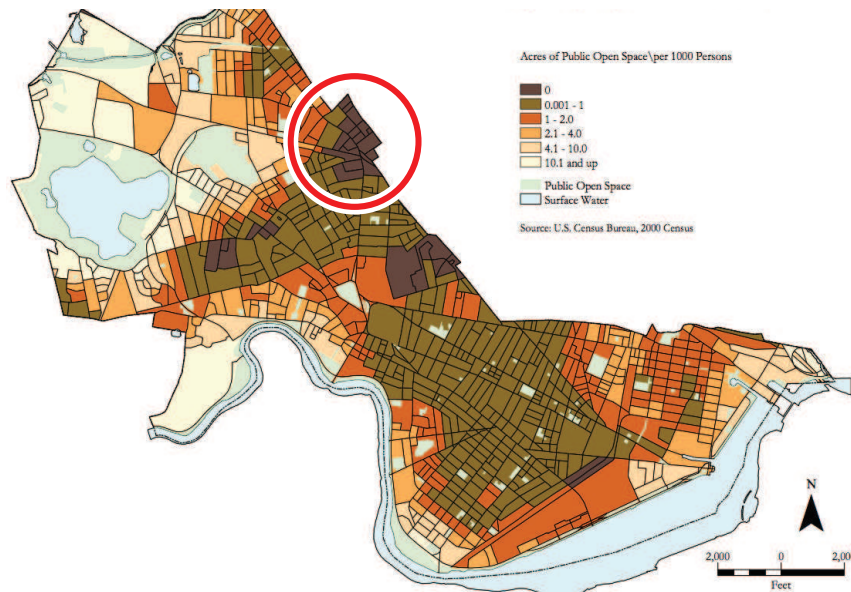 Acres of Public Open Space\per 1000 Persons
0
0.001 - 1
1 - 2.0
2.1 - 4.0
4.1 - 10.0
10.1 and up
Public Open Space
Surface Water
Source: U.S. Census Bureau, 2000 Census
N
2,000 0 2,00
Feet